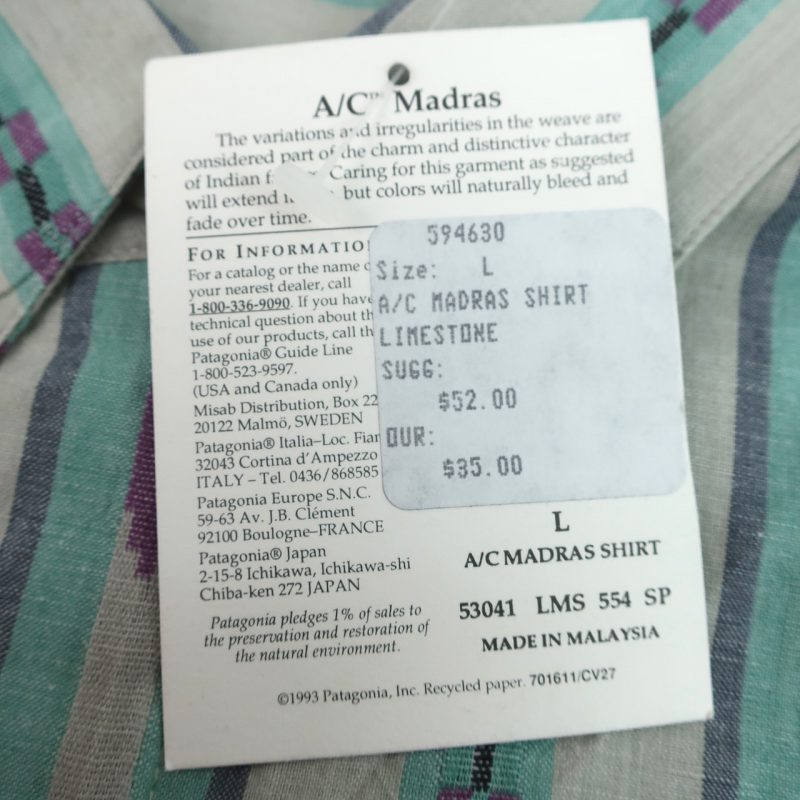 A/C™ Madras
The variations and irregularities in the weave are
considered part of the charm and distinctive character
of Indian Caring for this garment as suggested
will extend but colors will naturally bleed and
fade over time.
FOR INFORMATIO
For a catalog or the name
your nearest dealer, call
1-800-336-9090. If you have
technical question about
use of our products, call
Patagonia® Guide Line
1-800-523-9597.
(USA and Canada only)
Misab Distribution, Box 22
20122 Malmö, SWEDEN
Patagonia® Italia–Loc. Fiar
32043 Cortina d'Ampezzo
ITALY – Tel. 0436/868585
Patagonia Europe S.N.C.
59-63 Av. J.B. Clément
92100 Boulogne–FRANCE
Patagonia® Japan
2-15-8 Ichikawa, Ichikawa-shi
Chiba-ken 272 JAPAN
Patagonia pledges 1% of sales to
the preservation and restoration of
the natural environment.
594630
Size: L
A/C MADRAS SHIRT
LIMESTONE
SUGG:
$52.00
OUR:
$35.00
L
A/C MADRAS SHIRT
53041 LMS 554 SP
MADE IN MALAYSIA
©1993 Patagonia, Inc. Recycled paper. 701611/CV27